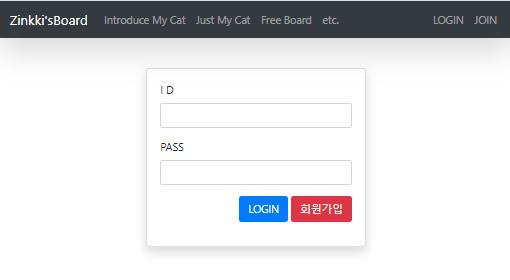 Zinkki'sBoard Introduce My Cat Just My Cat Free Board etc. LOGIN JOIN
I D
PASS
LOGIN 회원가입